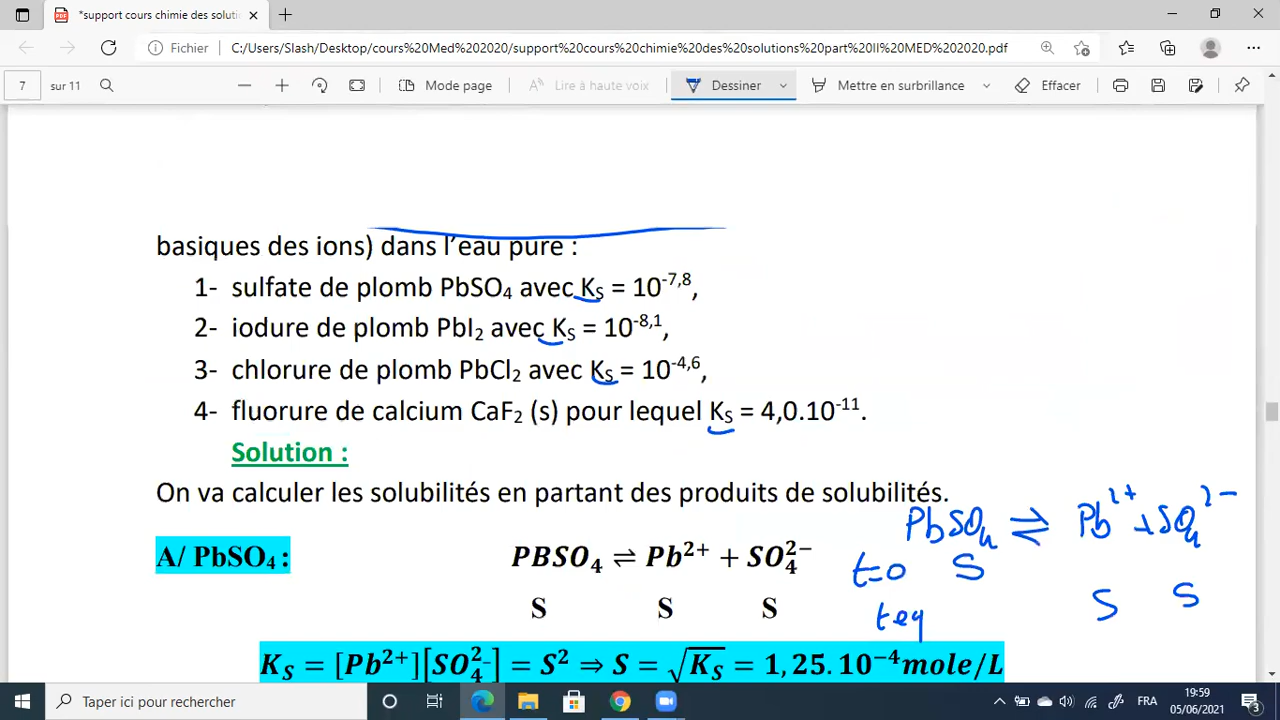 *support cours chimie des soluti
Fichier C:/Users/Slash/Desktop/cours%20Med%202020/support%20cours%20chimie%20des%20solutions%20part%20II%20MED%202020.pdf
7 sur 11 Mode page Lire à haute voix Dessiner Mettre en surbrillance Effacer
basiques des ions) dans l’eau pure :
1- sulfate de plomb PbSO₄ avec Kₛ = 10⁻⁷,⁸,
2- iodure de plomb PbI₂ avec Kₛ = 10⁻⁸,¹,
3- chlorure de plomb PbCl₂ avec Kₛ = 10⁻⁴,⁶,
4- fluorure de calcium CaF₂ (s) pour lequel Kₛ = 4,0.10⁻¹¹.
Solution :
On va calculer les solubilités en partant des produits de solubilités.
PbSO₄ ⇌ Pb²⁺ + SO₄²⁻
A/ PbSO₄ : PBSO₄ ⇌ Pb²⁺ + SO₄²⁻
t=0 S
S S S
teq S S
Kₛ = [Pb²⁺][SO₄²⁻] = S² ⇒ S = √Kₛ = 1,25.10⁻⁴mole/L
Taper ici pour rechercher
FRA
19:59
05/06/2021
3